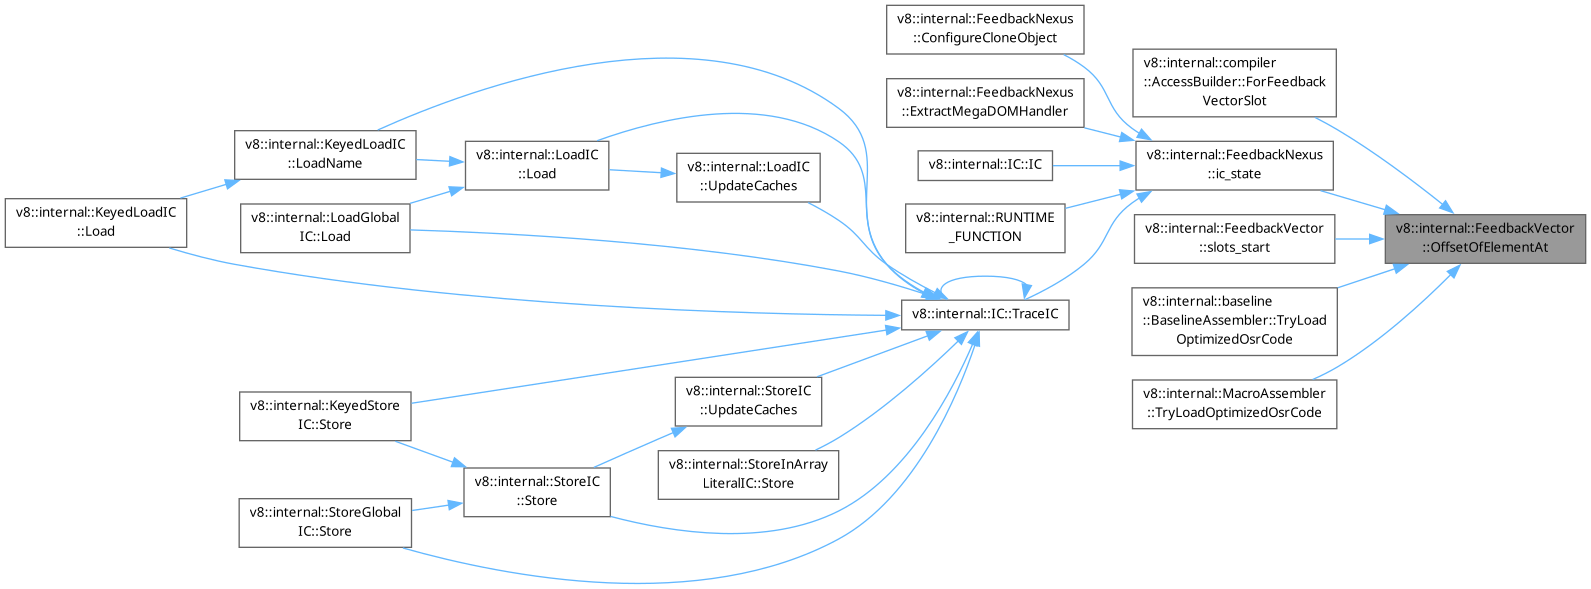 v8::internal::FeedbackNexus
::ConfigureCloneObject
v8::internal::compiler
::AccessBuilder::ForFeedback
VectorSlot
v8::internal::FeedbackNexus
::ExtractMegaDOMHandler
v8::internal::KeyedLoadIC
::LoadName
v8::internal::LoadIC
::Load
v8::internal::LoadIC
::UpdateCaches
v8::internal::IC::IC
v8::internal::FeedbackNexus
::ic_state
v8::internal::KeyedLoadIC
::Load
v8::internal::LoadGlobal
IC::Load
v8::internal::RUNTIME
_FUNCTION
v8::internal::FeedbackVector
::slots_start
v8::internal::FeedbackVector
::OffsetOfElementAt
v8::internal::IC::TraceIC
v8::internal::baseline
::BaselineAssembler::TryLoad
OptimizedOsrCode
v8::internal::KeyedStore
IC::Store
v8::internal::StoreIC
::UpdateCaches
v8::internal::MacroAssembler
::TryLoadOptimizedOsrCode
v8::internal::StoreInArray
LiteralIC::Store
v8::internal::StoreIC
::Store
v8::internal::StoreGlobal
IC::Store